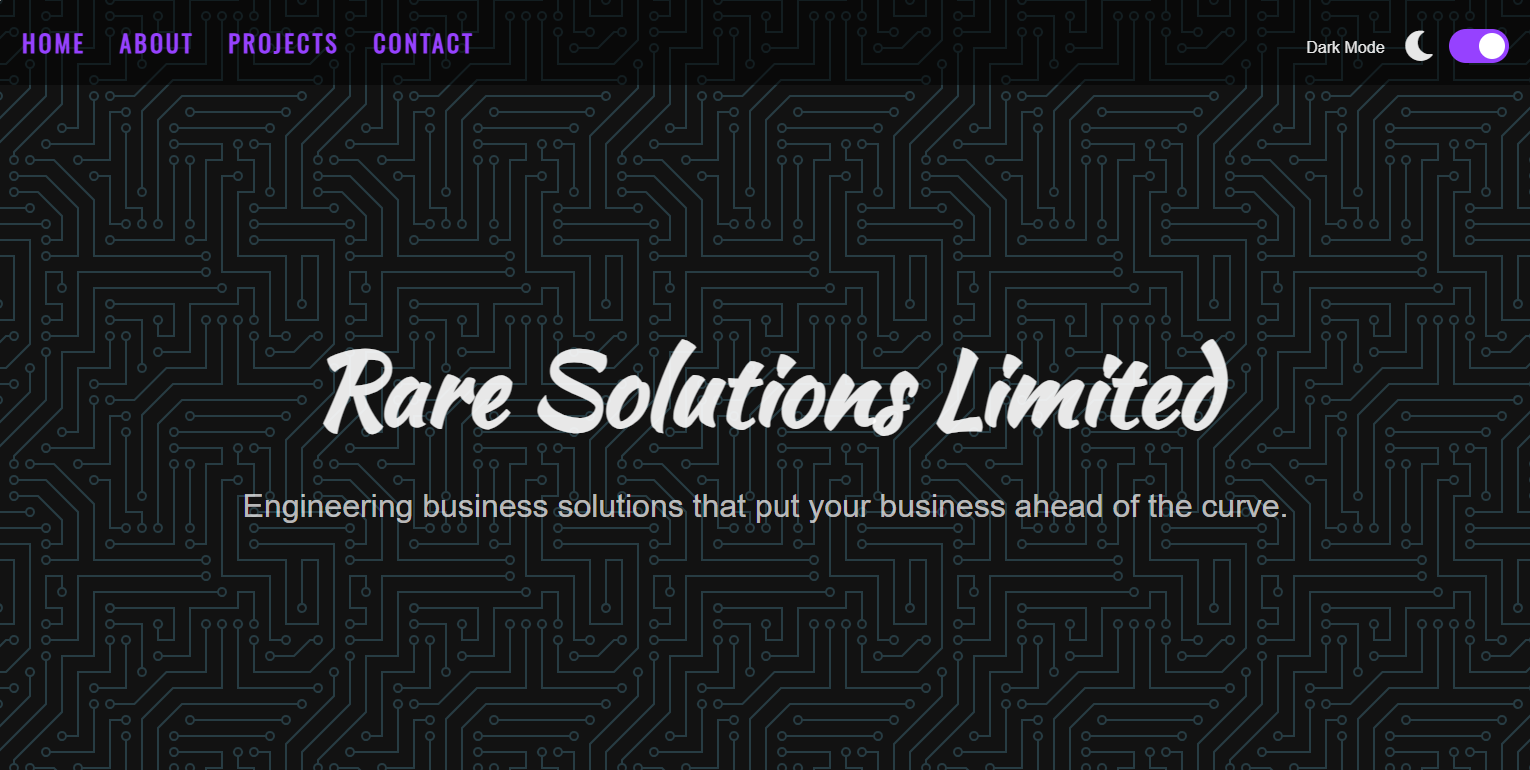 HOME ABOUT PROJECTS CONTACT Dark Mode
Rare Solutions Limited
Engineering business solutions that put your business ahead of the curve.